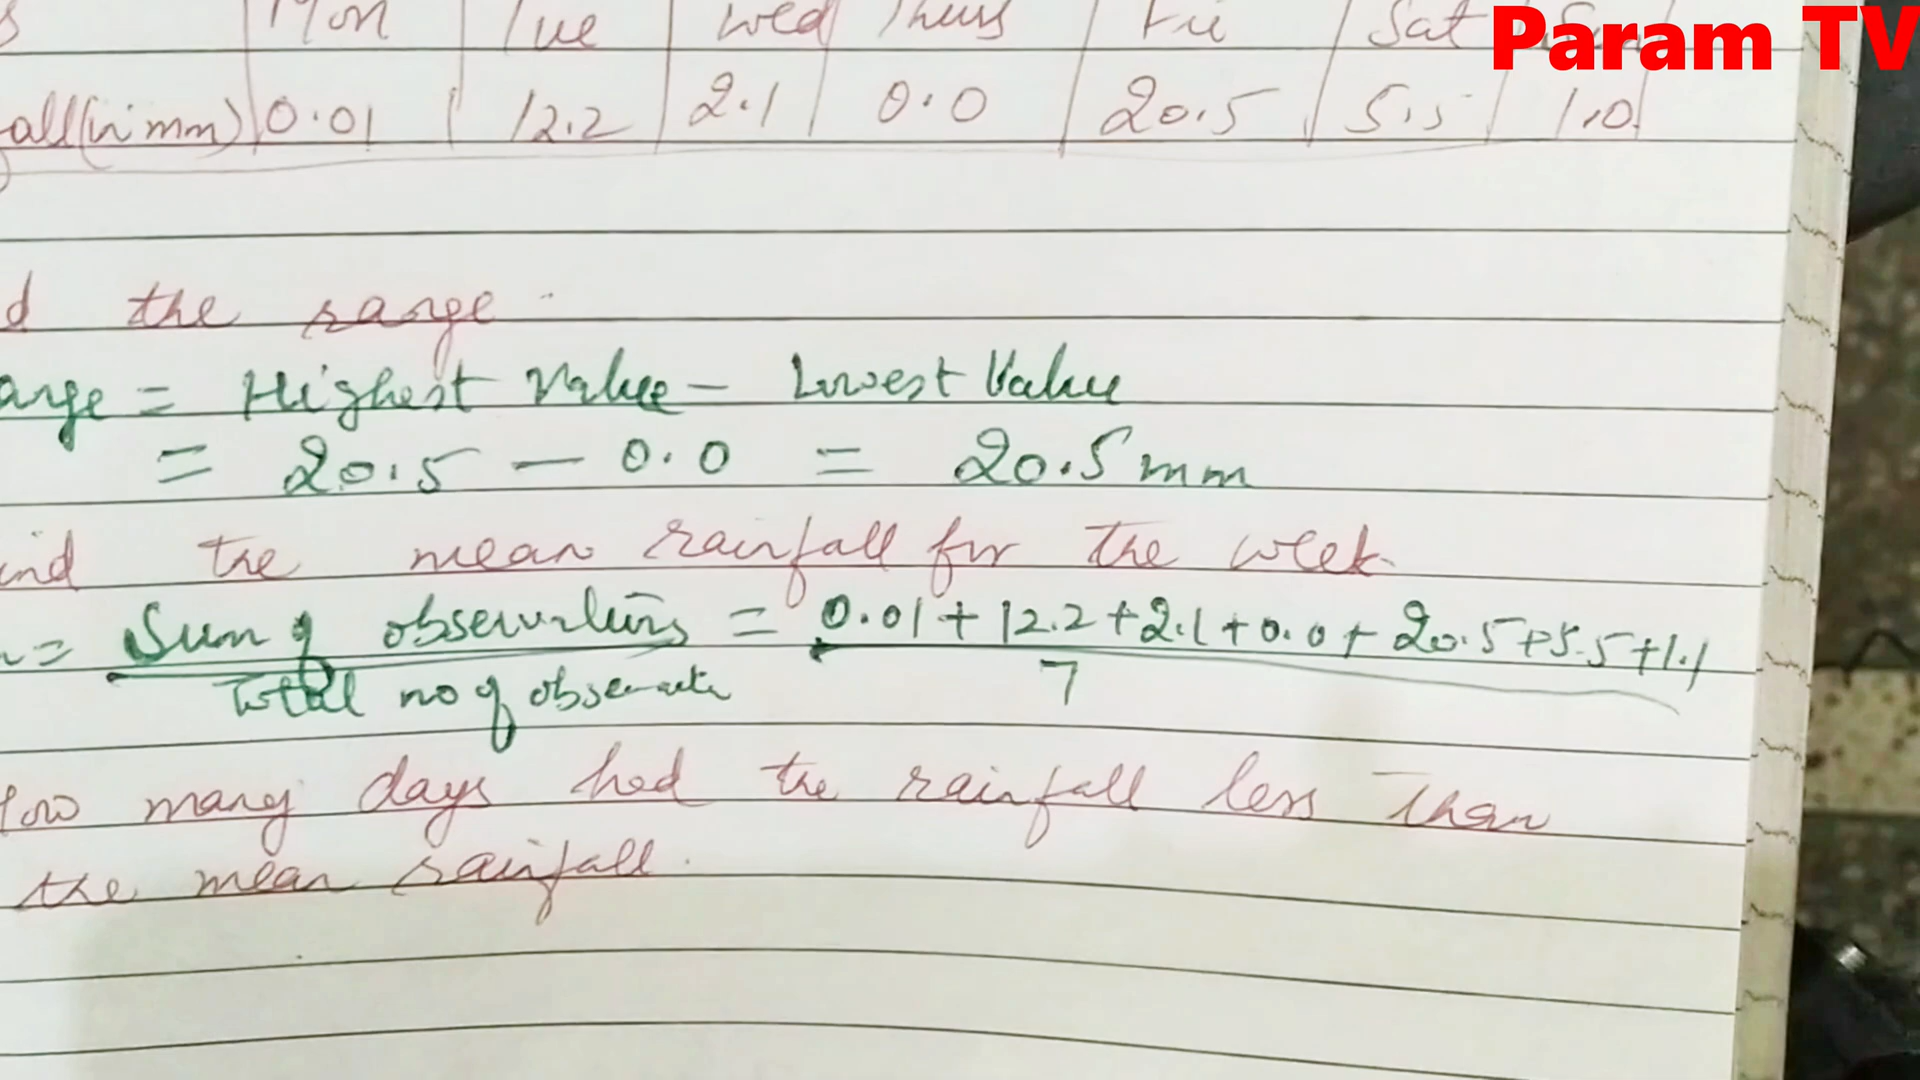 Mon Tue Wed Thurs Fri Sat
Param TV
all(in mm) 0.01 12.2 2.1 0.0 20.5 5.5 1.0
d the range.
ange = Highest Value - Lowest Value
= 20.5 - 0.0 = 20.5 mm
ind the mean rainfall for the week.
n = Sum of observations = 0.01 + 12.2 + 2.1 + 0.0 + 20.5 + 5.5 + 1.1
Total no of 7
How many days had the rainfall less than
the mean rainfall.